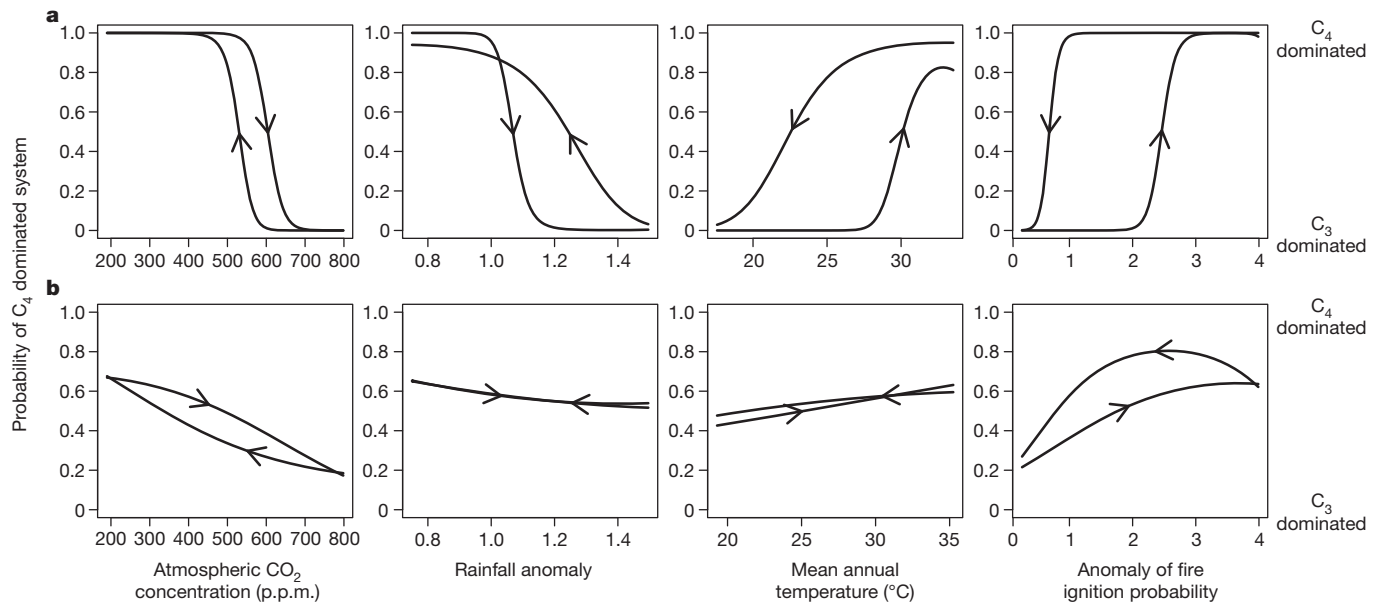 a
1.0 1.0 1.0 1.0
0.8 0.8 0.8 0.8
0.6 0.6 0.6 0.6
0.4 0.4 0.4 0.4
0.2 0.2 0.2 0.2
0 0 0 0
200 300 400 500 600 700 800 0.8 1.0 1.2 1.4 20 25 30 0 1 2 3 4
C₄
dominated
C₃
dominated
Probability of C₄ dominated system
b
1.0 1.0 1.0 1.0
0.8 0.8 0.8 0.8
0.6 0.6 0.6 0.6
0.4 0.4 0.4 0.4
0.2 0.2 0.2 0.2
0 0 0 0
200 300 400 500 600 700 800 0.8 1.0 1.2 1.4 20 25 30 35 0 1 2 3 4
C₄
dominated
C₃
dominated
Atmospheric CO₂
concentration (p.p.m.)
Rainfall anomaly
Mean annual
temperature (°C)
Anomaly of fire
ignition probability